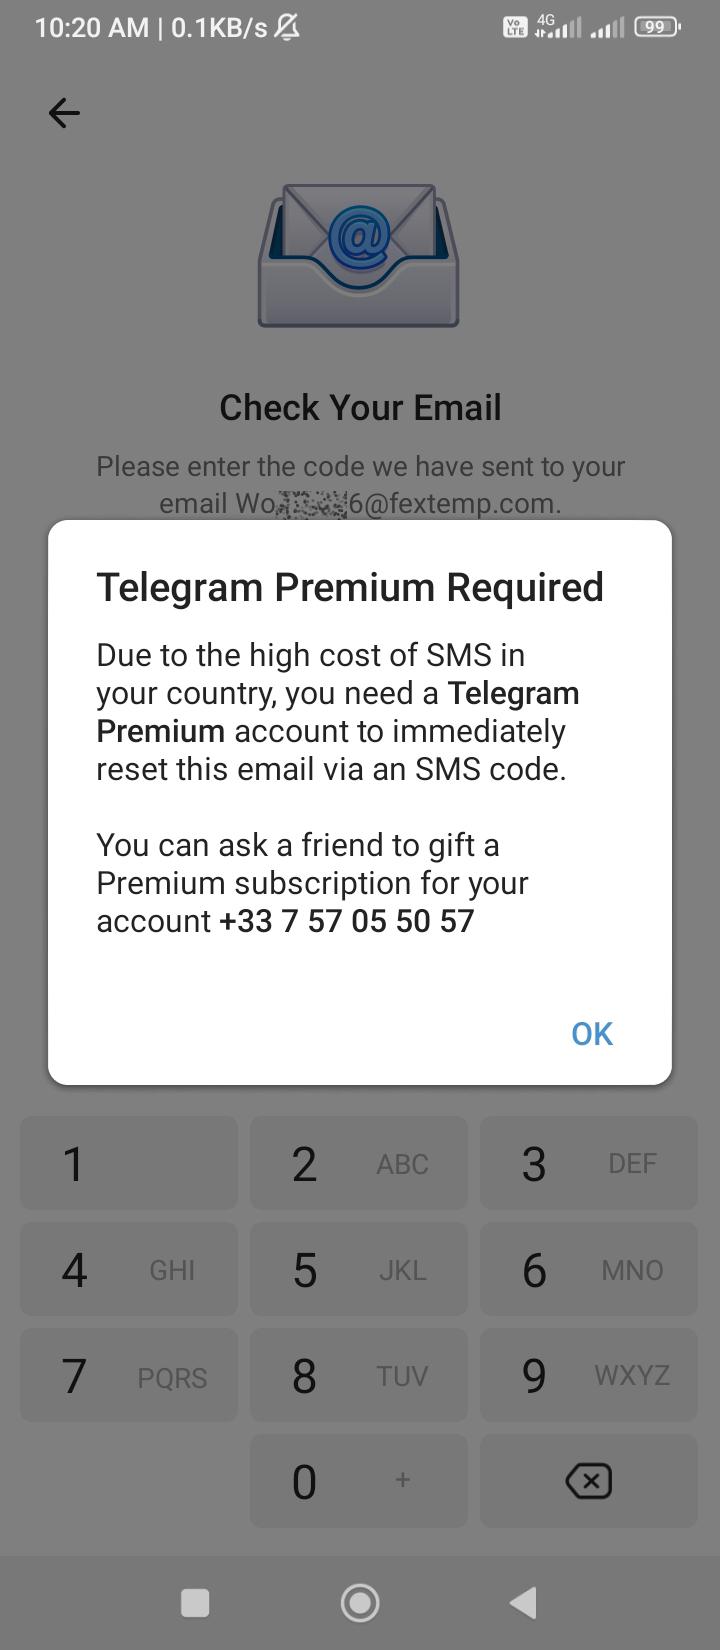 10:20 AM | 0.1KB/s
Vo LTE 4G 99
@
Check Your Email
Please enter the code we have sent to your
email Wo 6@fextemp.com.
Telegram Premium Required
Due to the high cost of SMS in
your country, you need a Telegram
Premium account to immediately
reset this email via an SMS code.
You can ask a friend to gift a
Premium subscription for your
account +33 7 57 05 50 57
OK
1 2 ABC 3 DEF
4 GHI 5 JKL 6 MNO
7 PQRS 8 TUV 9 WXYZ
0 +